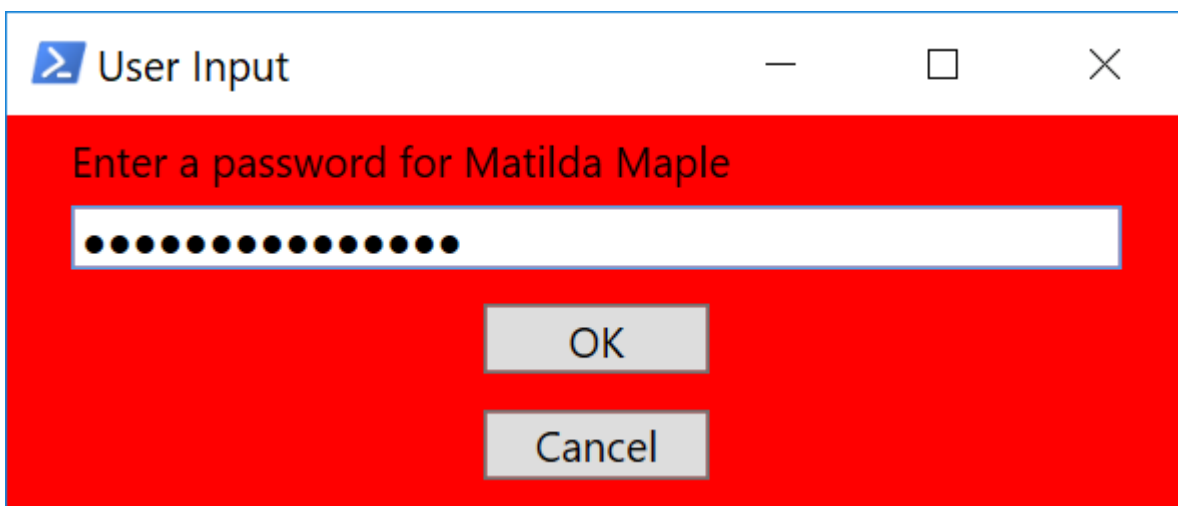 User Input
Enter a password for Matilda Maple
●●●●●●●●●●●●●●●
OK
Cancel